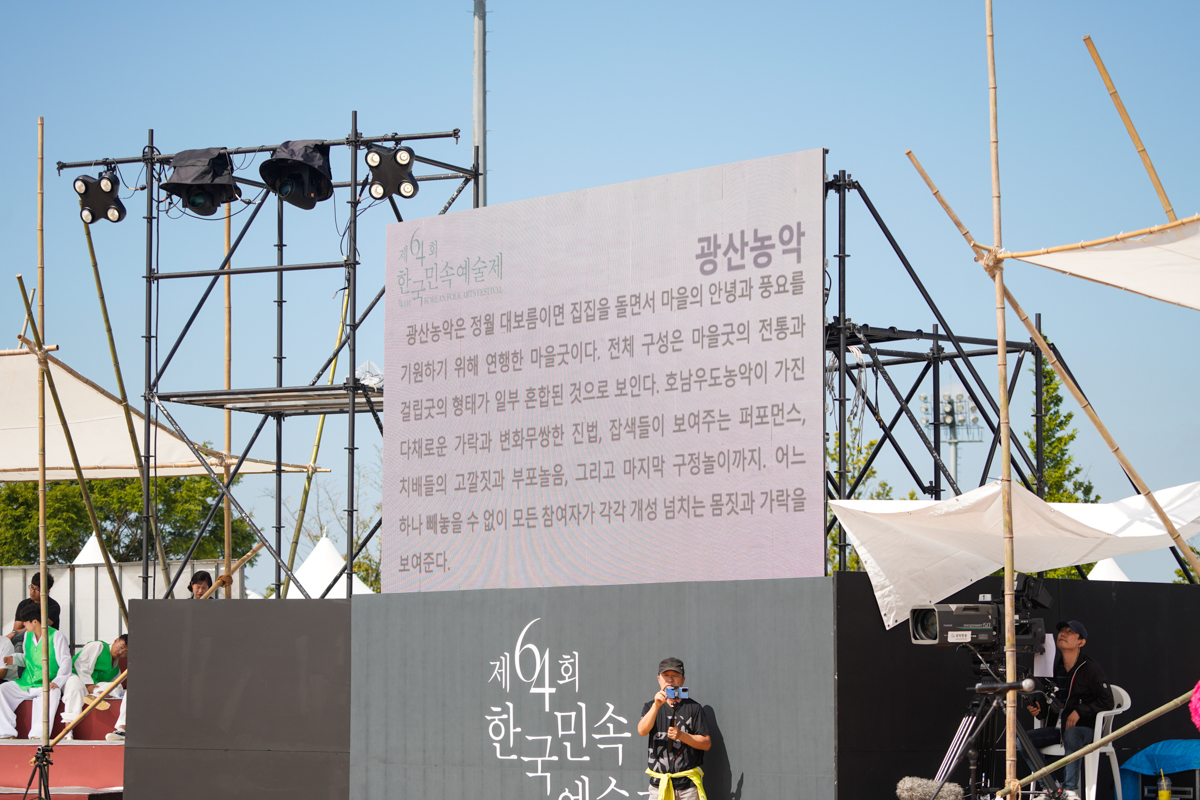 제64회
한국민속예술제
KOREAN FOLK ARTS FESTIVAL
광산농악
광산농악은 정월 대보름이면 집집을 돌면서 마을의 안녕과 풍요를
기원하기 위해 연행한 마을굿이다. 전체 구성은 마을굿의 전통과
걸립굿의 형태가 일부 혼합된 것으로 보인다. 호남우도농악이 가진
다채로운 가락과 변화무쌍한 진법, 잡색들이 보여주는 퍼포먼스,
치배들의 고깔짓과 부포놀음, 그리고 마지막 구정놀이까지. 어느
하나 빼놓을 수 없이 모든 참여자가 각각 개성 넘치는 몸짓과 가락을
보여준다.
제64회
한국민속
예술